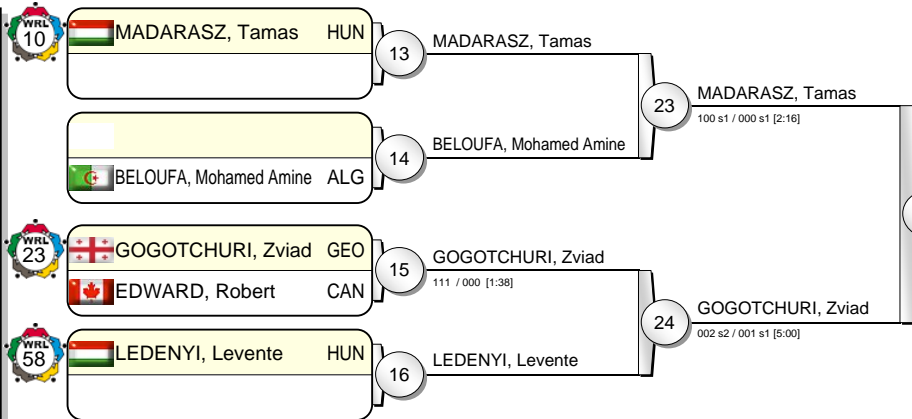 WRL
10
MADARASZ, Tamas HUN
13
MADARASZ, Tamas
23
MADARASZ, Tamas
100 s1 / 000 s1 [2:16]
14
BELOUFA, Mohamed Amine
BELOUFA, Mohamed Amine ALG
WRL
23
GOGOTCHURI, Zviad GEO
EDWARD, Robert CAN
15
GOGOTCHURI, Zviad
111 / 000 [1:38]
24
GOGOTCHURI, Zviad
002 s2 / 001 s1 [5:00]
WRL
58
LEDENYI, Levente HUN
16
LEDENYI, Levente